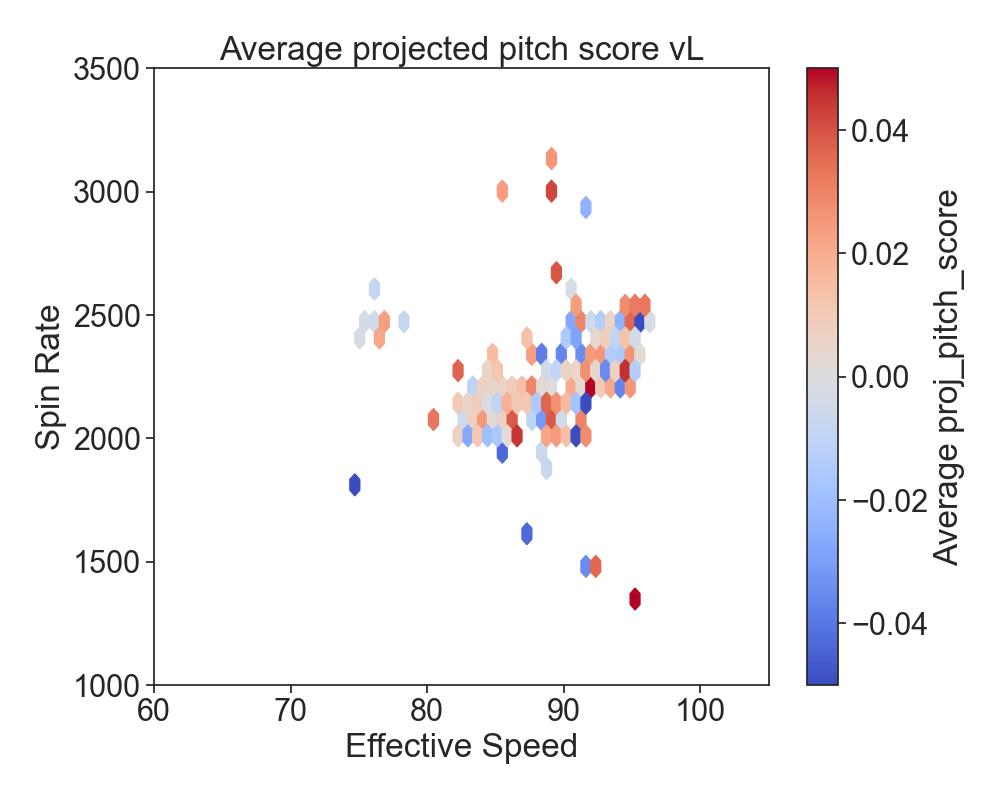 Average projected pitch score vL
3500
3000
2500
2000
1500
1000
Spin Rate
60 70 80 90 100
Effective Speed
0.04
0.02
0.00
−0.02
−0.04
Average proj_pitch_score